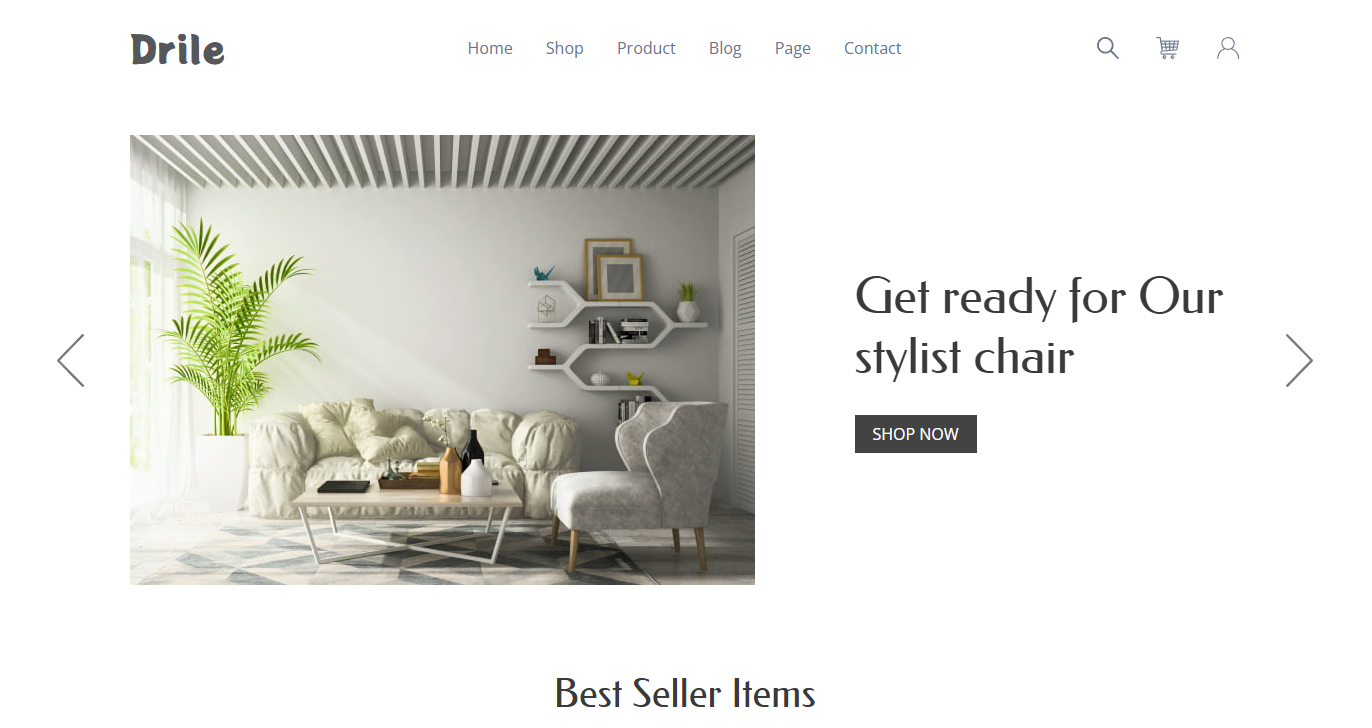 Drile
Home Shop Product Blog Page Contact
Get ready for Our
stylist chair
SHOP NOW
Best Seller Items